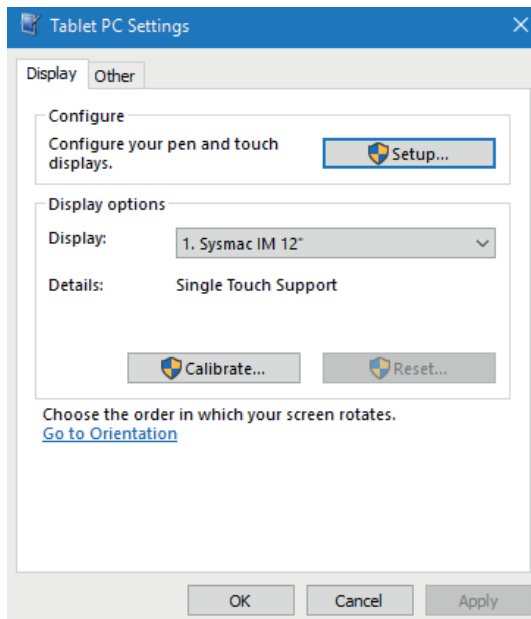 Tablet PC Settings
Display
Other
Configure
Configure your pen and touch
displays.
Setup...
Display options
Display:
1. Sysmac IM 12"
Details:
Single Touch Support
Calibrate...
Reset...
Choose the order in which your screen rotates.
Go to Orientation
OK
Cancel
Apply